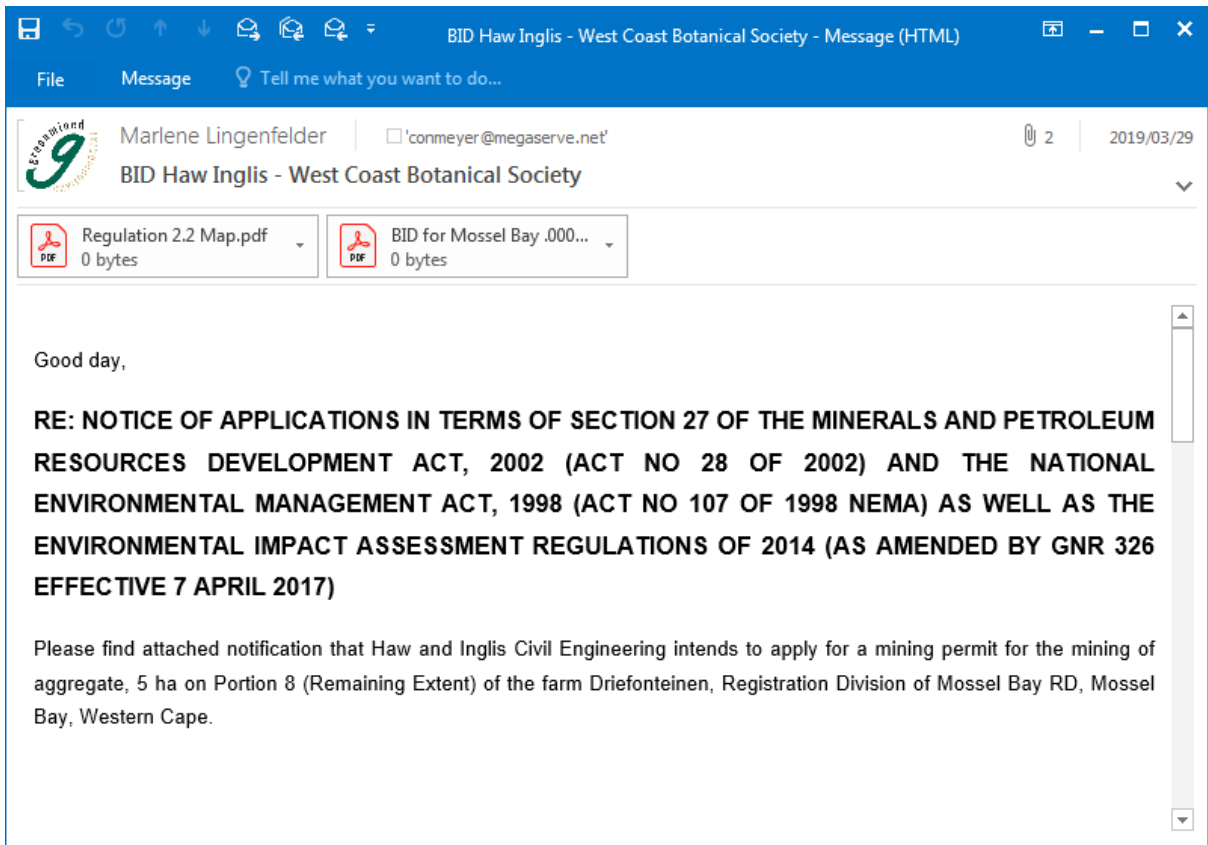 BID Haw Inglis - West Coast Botanical Society - Message (HTML)
File Message Tell me what you want to do...
Marlene Lingenfelder 'conmeyer@megaserve.net' 2 2019/03/29
BID Haw Inglis - West Coast Botanical Society
Regulation 2.2 Map.pdf
0 bytes
BID for Mossel Bay .000...
0 bytes
PDF
PDF
Good day,
RE: NOTICE OF APPLICATIONS IN TERMS OF SECTION 27 OF THE MINERALS AND PETROLEUM
RESOURCES DEVELOPMENT ACT, 2002 (ACT NO 28 OF 2002) AND THE NATIONAL
ENVIRONMENTAL MANAGEMENT ACT, 1998 (ACT NO 107 OF 1998 NEMA) AS WELL AS THE
ENVIRONMENTAL IMPACT ASSESSMENT REGULATIONS OF 2014 (AS AMENDED BY GNR 326
EFFECTIVE 7 APRIL 2017)
Please find attached notification that Haw and Inglis Civil Engineering intends to apply for a mining permit for the mining of
aggregate, 5 ha on Portion 8 (Remaining Extent) of the farm Driefonteinen, Registration Division of Mossel Bay RD, Mossel
Bay, Western Cape.